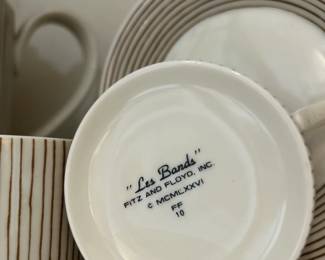 "Les Bands"
FITZ AND FLOYD, INC.
© MCMLXXVI
FF
10